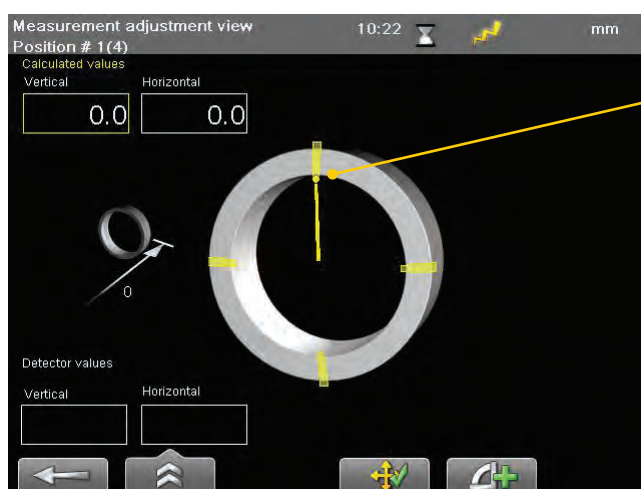 Measurement adjustment view 10:22 mm
Position # 1(4)
Calculated values
Vertical Horizontal
0.0 0.0
0
Detector values
Vertical Horizontal